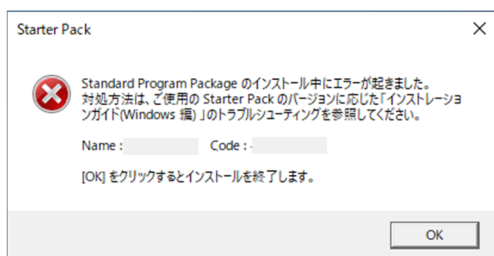 Starter Pack
Standard Program Package のインストール中にエラーが起きました。
対処方法は、ご使用の Starter Pack のバージョンに応じた「インストレーショ
ンガイド(Windows 編) 」のトラブルシューティングを参照してください。
Name : Code :
[OK] をクリックするとインストールを終了します。
OK